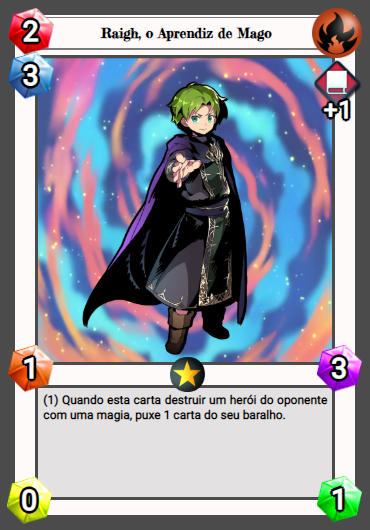 2
Raigh, o Aprendiz de Mago
3
+1
1
3
(1) Quando esta carta destruir um herói do oponente
com uma magia, puxe 1 carta do seu baralho.
0
1